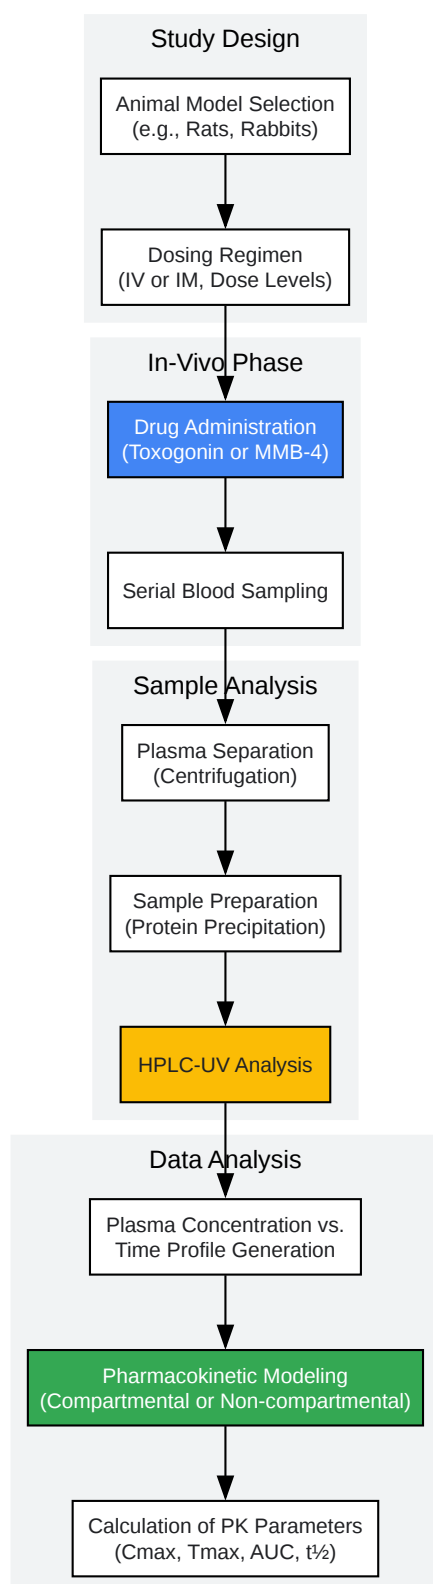 Study Design
Animal Model Selection
(e.g., Rats, Rabbits)
Dosing Regimen
(IV or IM, Dose Levels)
In-Vivo Phase
Drug Administration
(Toxogonin or MMB-4)
Serial Blood Sampling
Sample Analysis
Plasma Separation
(Centrifugation)
Sample Preparation
(Protein Precipitation)
HPLC-UV Analysis
Data Analysis
Plasma Concentration vs.
Time Profile Generation
Pharmacokinetic Modeling
(Compartmental or Non-compartmental)
Calculation of PK Parameters
(Cmax, Tmax, AUC, t½)